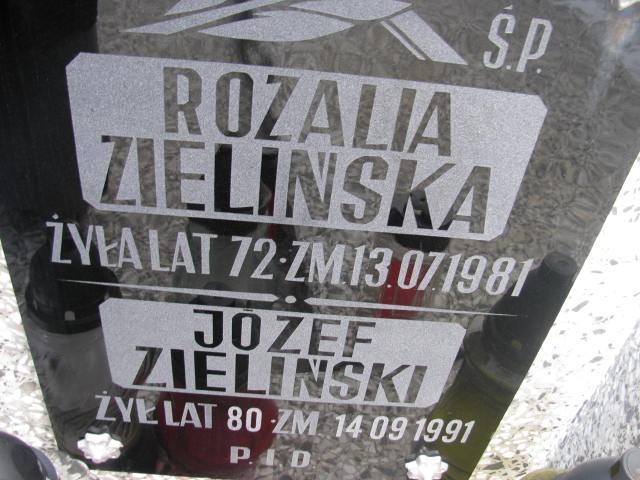 Ś.P.
ROZALIA
ZIELIŃSKA
ŻYŁA LAT 72·ZM.13.07.1981
JÓZEF
ZIELIŃSKI
ŻYŁ LAT 80·ZM 14 09 1991
P.I.D.